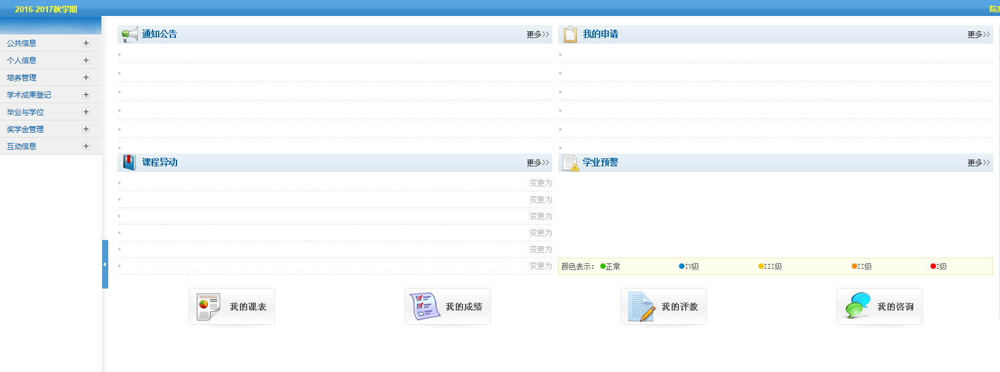 2016-2017秋学期
公共信息
个人信息
培养管理
学术成果登记
毕业与学位
奖学金管理
互动信息
通知公告 更多>>
我的申请 更多>>
课程异动 更多>>
变更为
变更为
变更为
变更为
变更为
变更为
学业预警 更多>>
颜色表示： 正常 IV级 III级 II级 I级
我的课表
我的成绩
我的评教
我的咨询